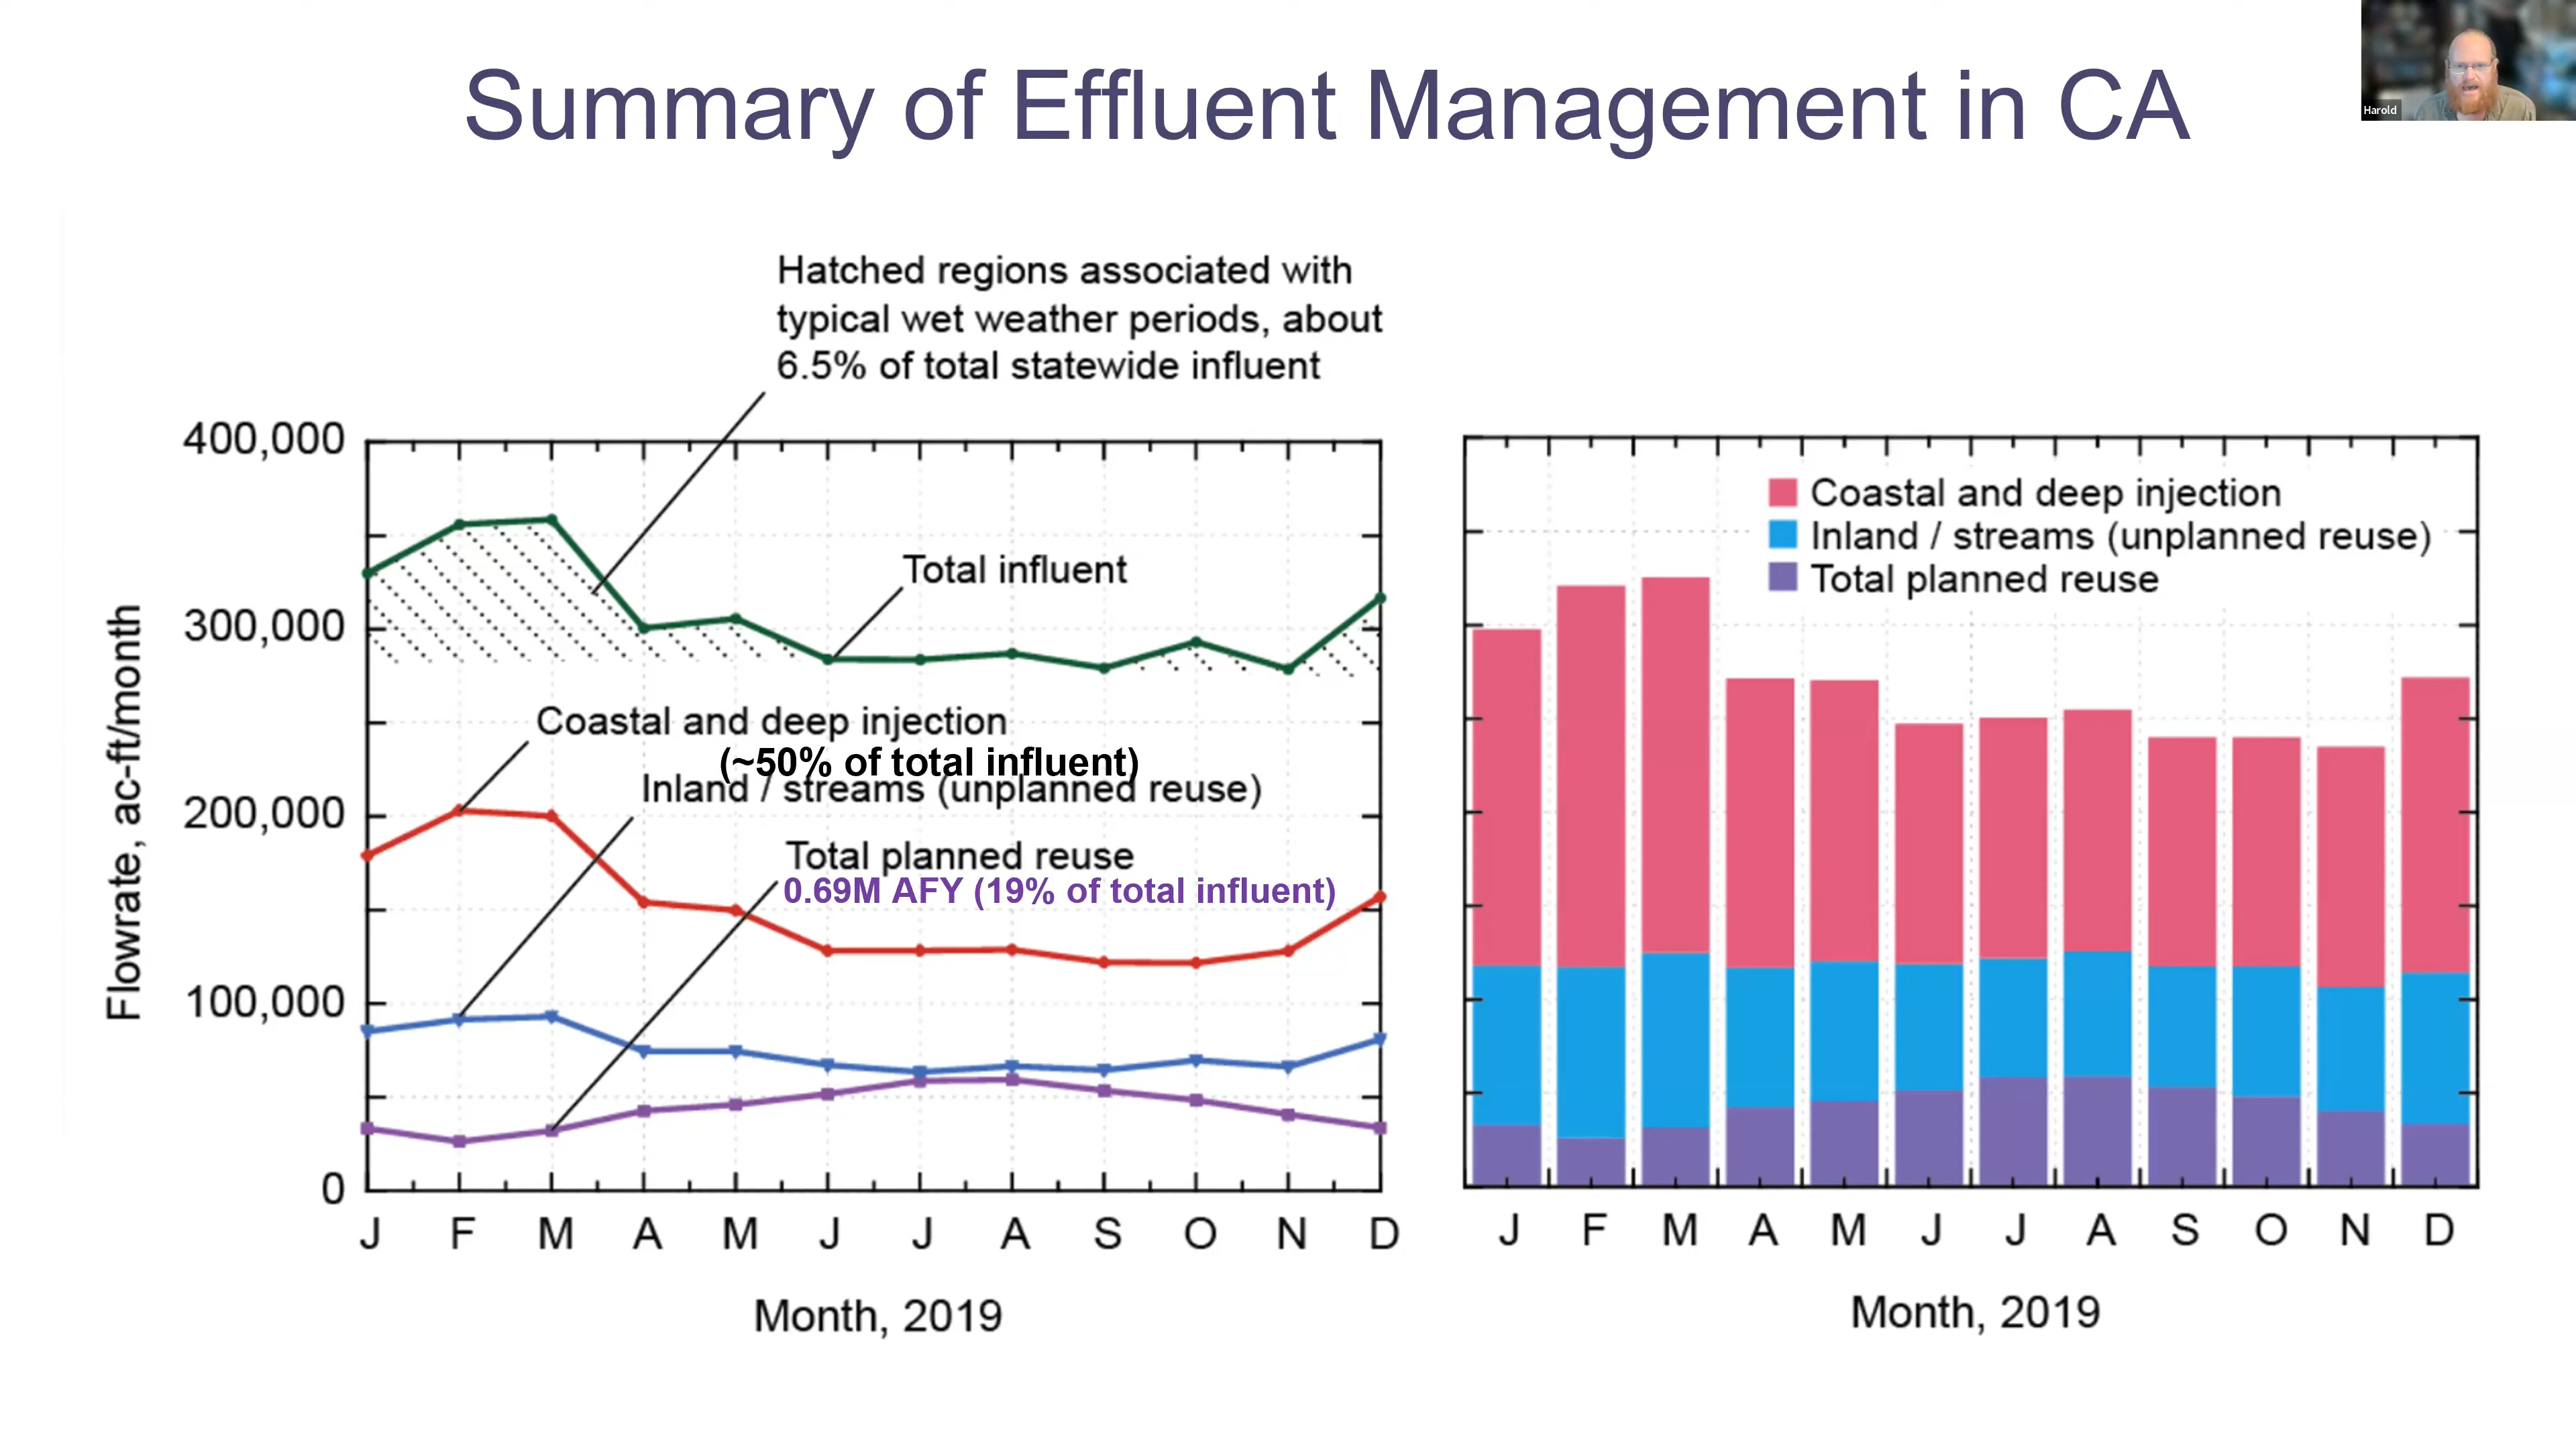 Summary of Effluent Management in CA
Harold
Hatched regions associated with
typical wet weather periods, about
6.5% of total statewide influent
Flowrate, ac-ft/month
400,000
300,000
200,000
100,000
0
Total influent
Coastal and deep injection
(~50% of total influent)
Inland / streams (unplanned reuse)
Total planned reuse
0.69M AFY (19% of total influent)
J F M A M J J A S O N D
Month, 2019
Coastal and deep injection
Inland / streams (unplanned reuse)
Total planned reuse
J F M A M J J A S O N D
Month, 2019